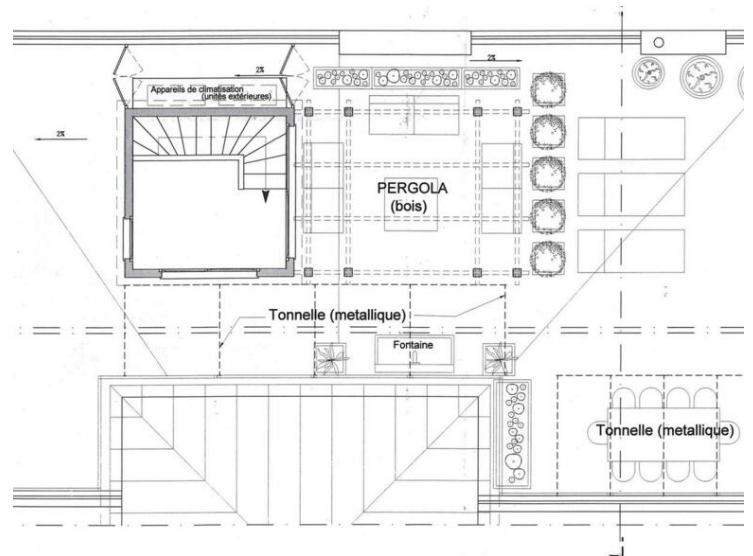 2%
2%
Appareils de climatisation
(unités extérieures)
2%
PERGOLA
(bois)
Tonnelle (metallique)
Fontaine
Tonnelle (metallique)